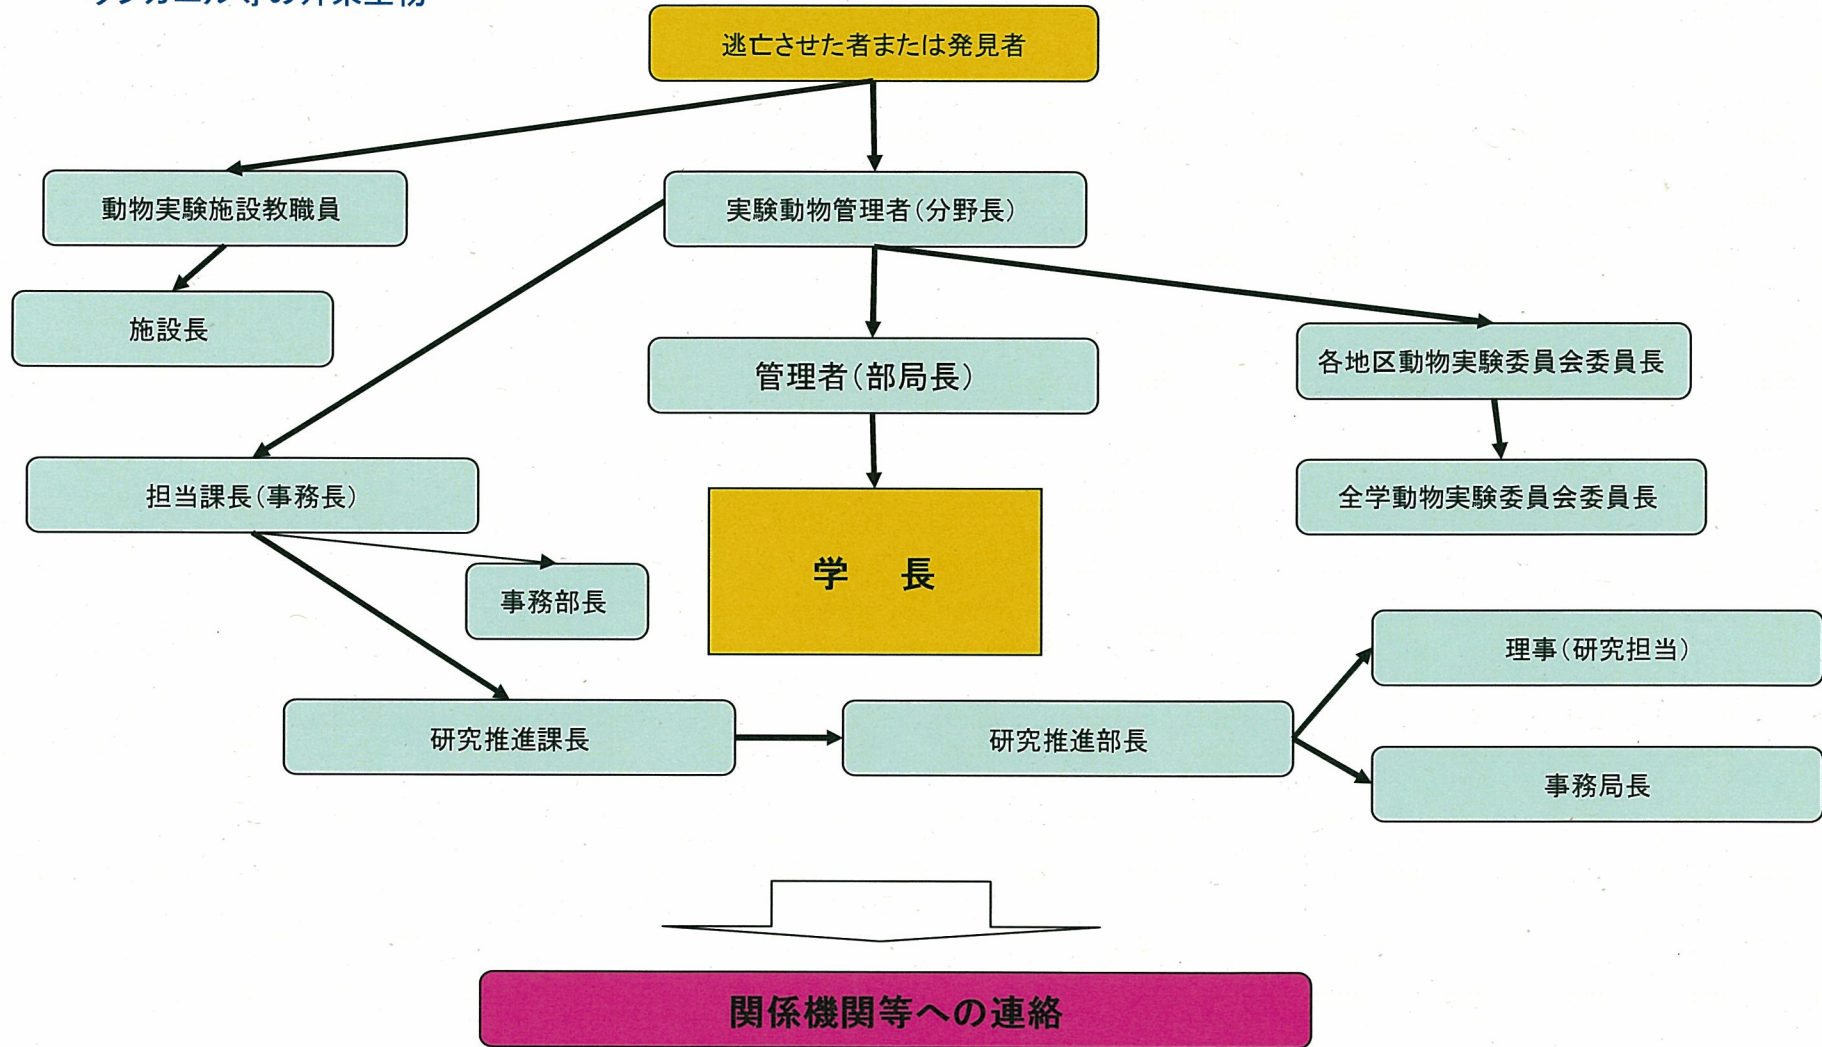 逃亡させた者または発見者
動物実験施設教職員
実験動物管理者(分野長)
施設長
管理者(部局長)
各地区動物実験委員会委員長
担当課長(事務長)
全学動物実験委員会委員長
学 長
事務部長
理事(研究担当)
研究推進課長
研究推進部長
事務局長
関係機関等への連絡